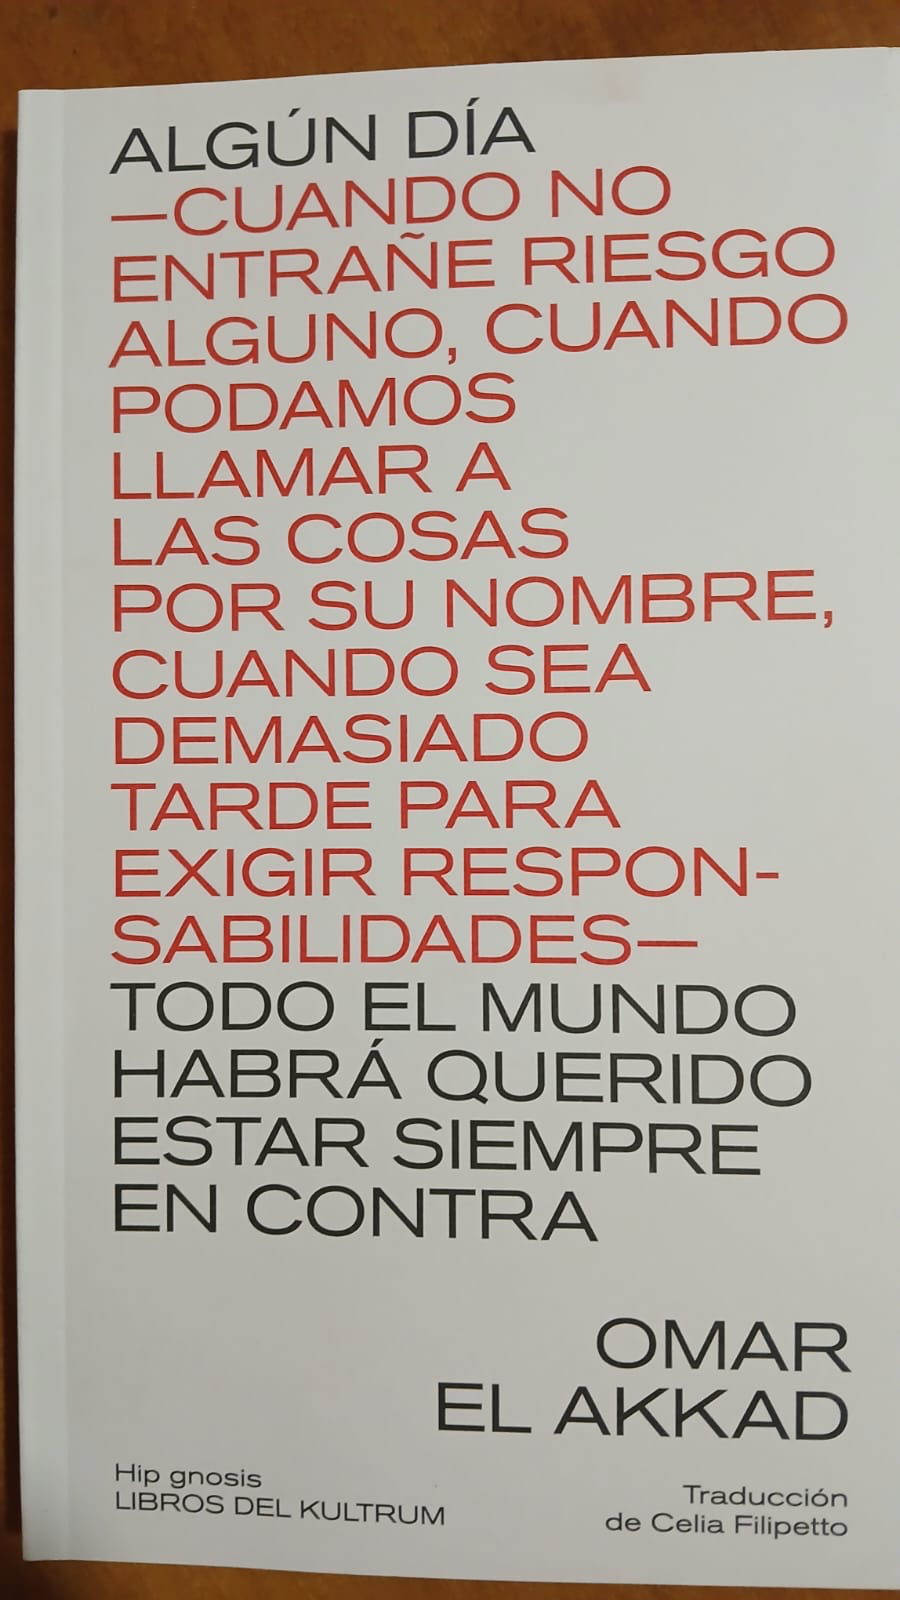 ALGÚN DÍA
—CUANDO NO
ENTRAÑE RIESGO
ALGUNO, CUANDO
PODAMOS
LLAMAR A
LAS COSAS
POR SU NOMBRE,
CUANDO SEA
DEMASIADO
TARDE PARA
EXIGIR RESPON-
SABILIDADES—
TODO EL MUNDO
HABRÁ QUERIDO
ESTAR SIEMPRE
EN CONTRA
OMAR
EL AKKAD
Hip gnosis
LIBROS DEL KULTRUM
Traducción
de Celia Filipetto